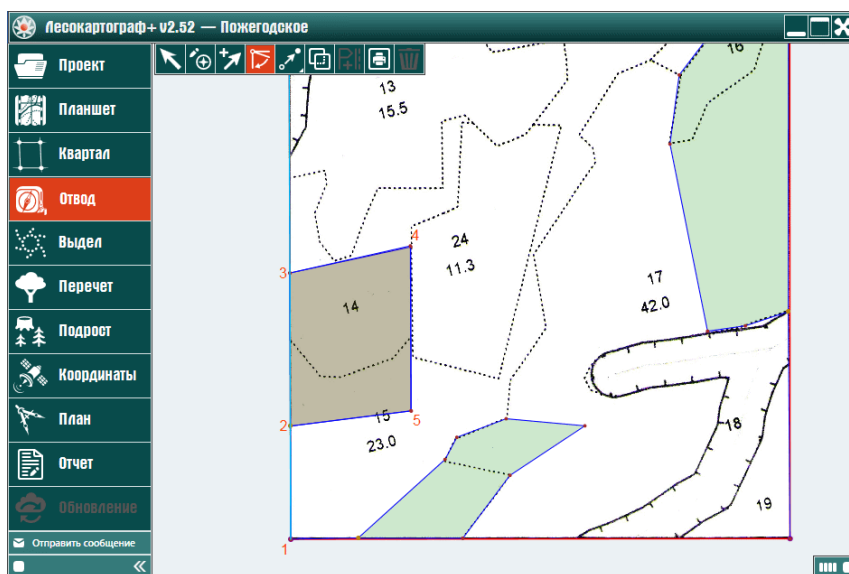 Лесокартограф+ v2.52 — Пожегодское
Проект
Планшет
Квартал
Отвод
Выдел
Перечет
Подрост
Координаты
План
Отчет
Обновление
Отправить сообщение
«
16
13
15.5
4
24
11.3
3
17
42.0
14
2
15
5
23.0
18
19
1